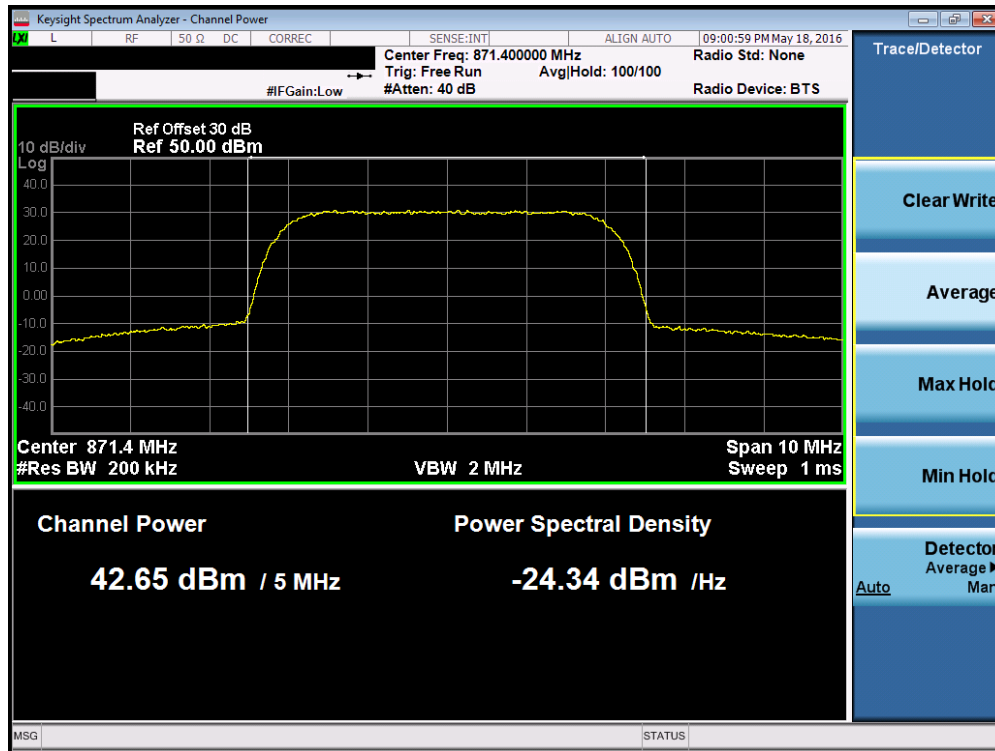 Keysight Spectrum Analyzer - Channel Power
LXI L RF 50 Ω DC CORREC SENSE:INT ALIGN AUTO 09:00:59 PM May 18, 2016
Center Freq: 871.400000 MHz Radio Std: None
Trig: Free Run Avg|Hold: 100/100
#IFGain:Low #Atten: 40 dB Radio Device: BTS
Trace/Detector
Ref Offset 30 dB
10 dB/div Ref 50.00 dBm
Log
40.0
30.0
20.0
10.0
0.00
-10.0
-20.0
-30.0
-40.0
Center 871.4 MHz Span 10 MHz
#Res BW 200 kHz VBW 2 MHz Sweep 1 ms
Channel Power Power Spectral Density
42.65 dBm / 5 MHz -24.34 dBm /Hz
Clear Write
Average
Max Hold
Min Hold
Detector
Average
Auto Man
MSG STATUS